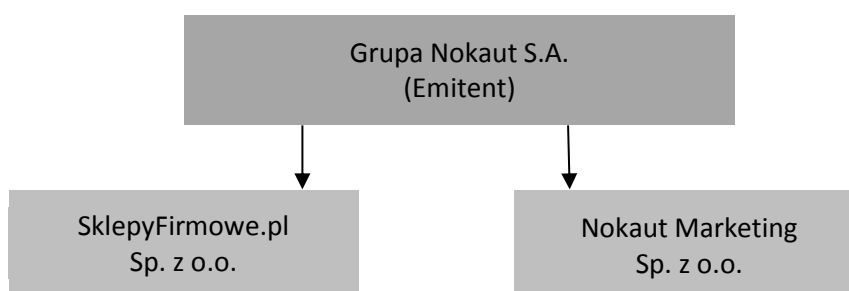 Grupa Nokaut S.A.
(Emitent)
SklepyFirmowe.pl
Sp. z o.o.
Nokaut Marketing
Sp. z o.o.